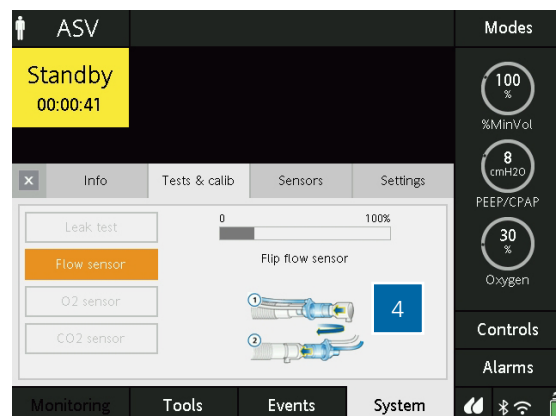 ASV
Modes
Standby
00:00:41
100
%
%MinVol
8
cmH2O
PEEP/CPAP
30
%
Oxygen
Info
Tests & calib
Sensors
Settings
Leak test
Flow sensor
O2 sensor
CO2 sensor
0
100%
Flip flow sensor
1
2
4
Controls
Alarms
Monitoring
Tools
Events
System